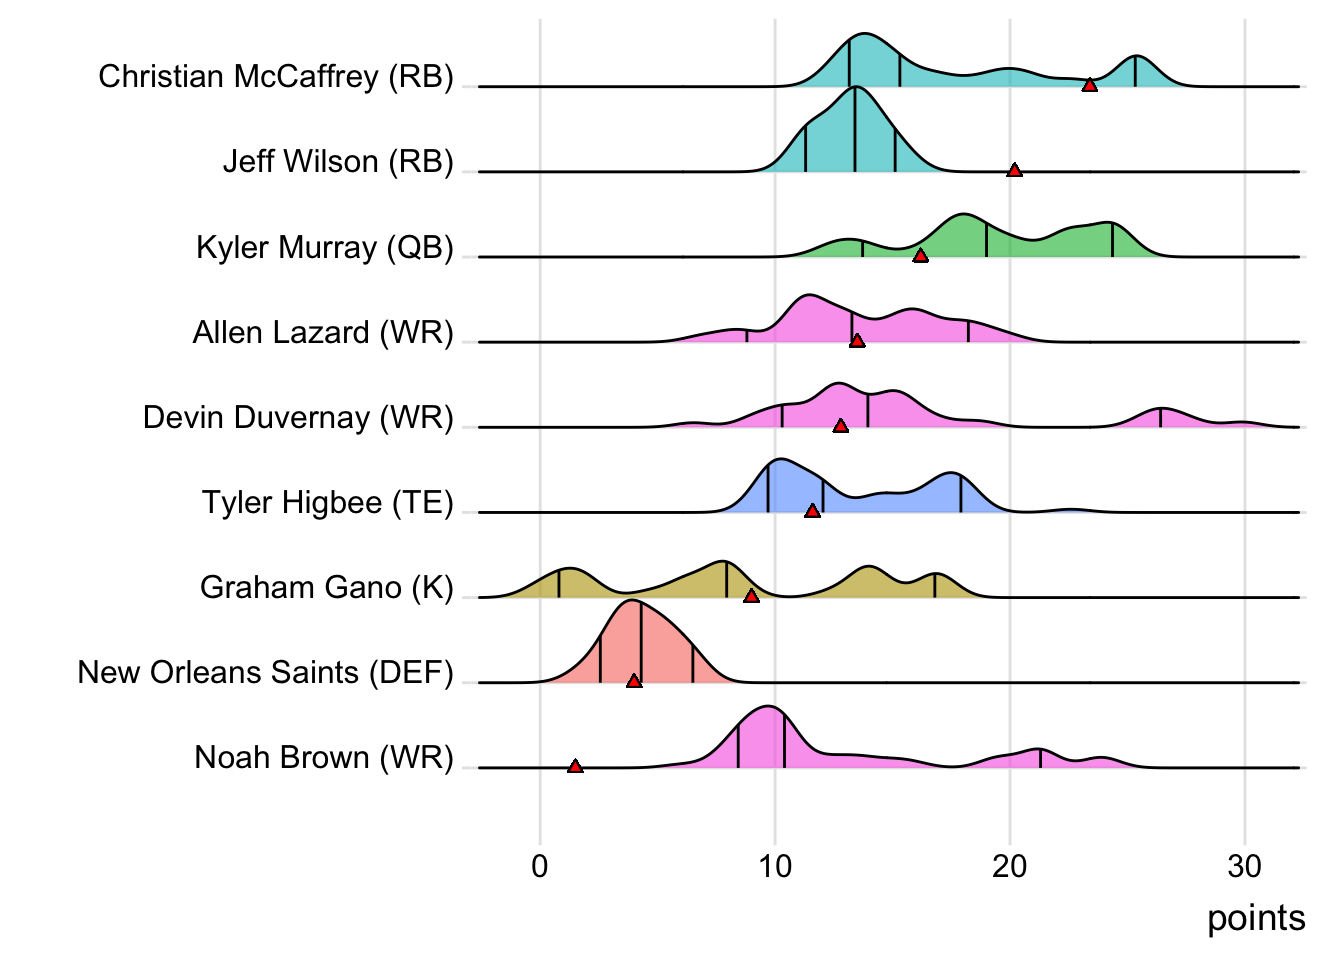 Christian McCaffrey (RB)
Jeff Wilson (RB)
Kyler Murray (QB)
Allen Lazard (WR)
Devin Duvernay (WR)
Tyler Higbee (TE)
Graham Gano (K)
New Orleans Saints (DEF)
Noah Brown (WR)
0 10 20 30
points